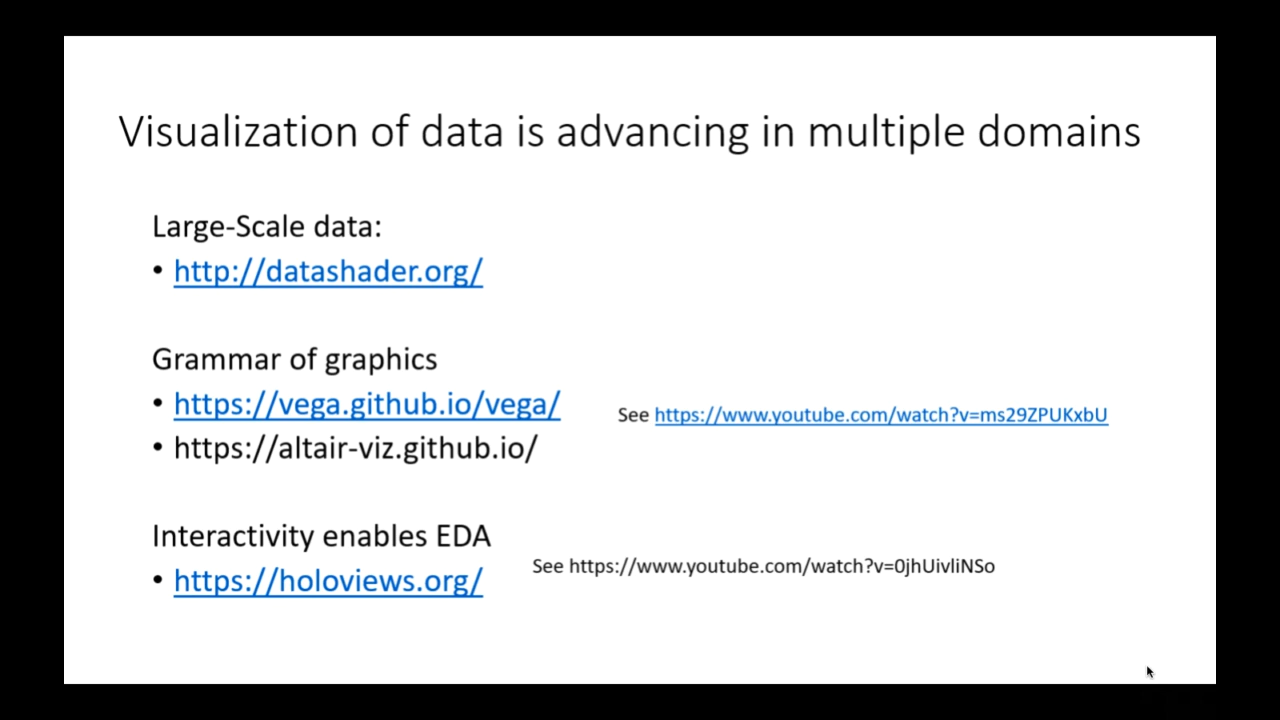 Visualization of data is advancing in multiple domains
Large-Scale data:
• http://datashader.org/
Grammar of graphics
• https://vega.github.io/vega/
See https://www.youtube.com/watch?v=ms29ZPUKxbU
• https://altair-viz.github.io/
Interactivity enables EDA
See https://www.youtube.com/watch?v=0jhUivliNSo
• https://holoviews.org/